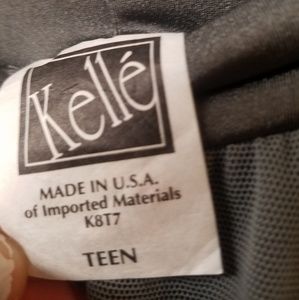 Kellé
MADE IN U.S.A.
of Imported Materials
K8T7
TEEN